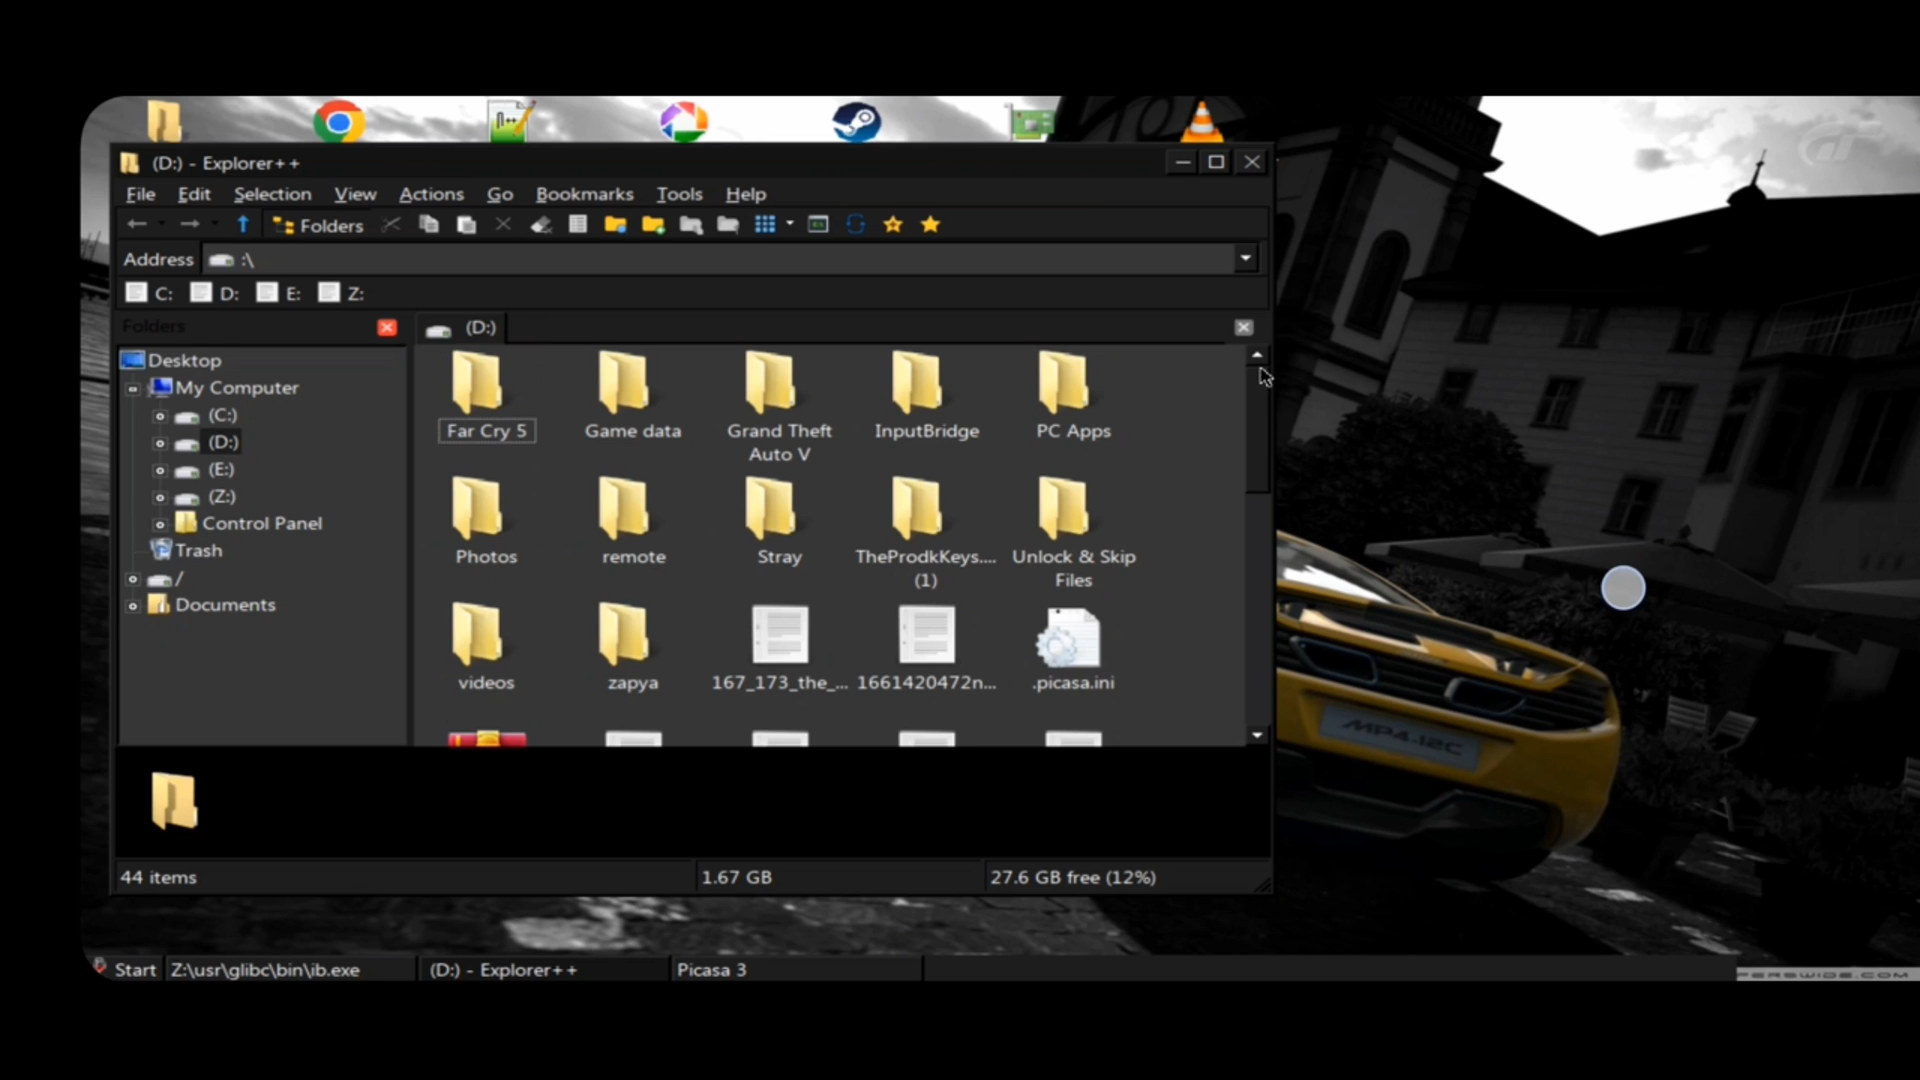 (D:) - Explorer++
File Edit Selection View Actions Go Bookmarks Tools Help
Folders
Address :\
C: D: E: Z:
Folders
(D:)
Desktop
My Computer
(C:)
(D:)
(E:)
(Z:)
Control Panel
Trash
/
Documents
Far Cry 5
Game data
Grand Theft
Auto V
InputBridge
PC Apps
Photos
remote
Stray
TheProdkKeys....
(1)
Unlock & Skip
Files
videos
zapya
167_173_the_...
1661420472n...
.picasa.ini
44 items
1.67 GB
27.6 GB free (12%)
MP4-12C
GT
Start
Z:\usr\glibc\bin\ib.exe
(D:) - Explorer++
Picasa 3